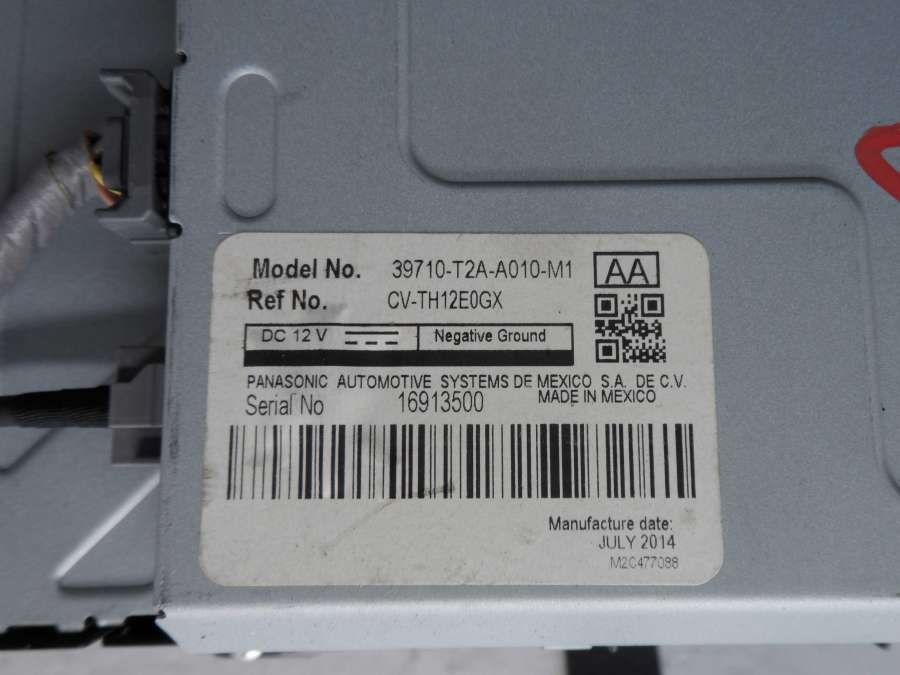 Model No. 39710-T2A-A010-M1
AA
Ref No. CV-TH12E0GX
DC 12 V Negative Ground
PANASONIC AUTOMOTIVE SYSTEMS DE MEXICO S.A. DE C.V.
Serial No 16913500 MADE IN MEXICO
Manufacture date:
JULY 2014
M2C477088